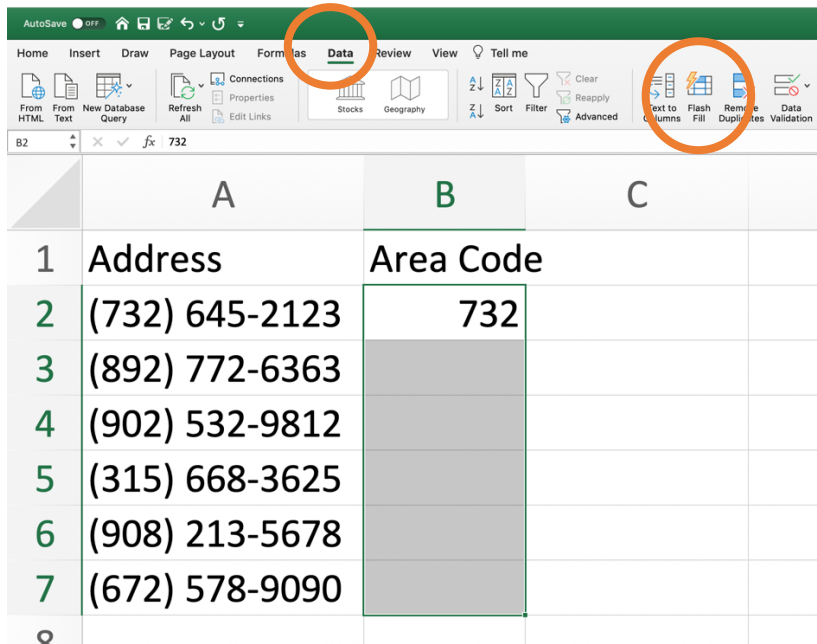 AutoSave OFF
Home Insert Draw Page Layout Formulas Data Review View Tell me
Connections
Properties
Edit Links
From HTML
From Text
New Database Query
Refresh All
Stocks
Geography
Sort
Filter
Clear
Reapply
Advanced
Text to Columns
Flash Fill
Remove Duplicates
Data Validation
B2 fx 732
A B C
1 Address Area Code
2 (732) 645-2123 732
3 (892) 772-6363
4 (902) 532-9812
5 (315) 668-3625
6 (908) 213-5678
7 (672) 578-9090
8